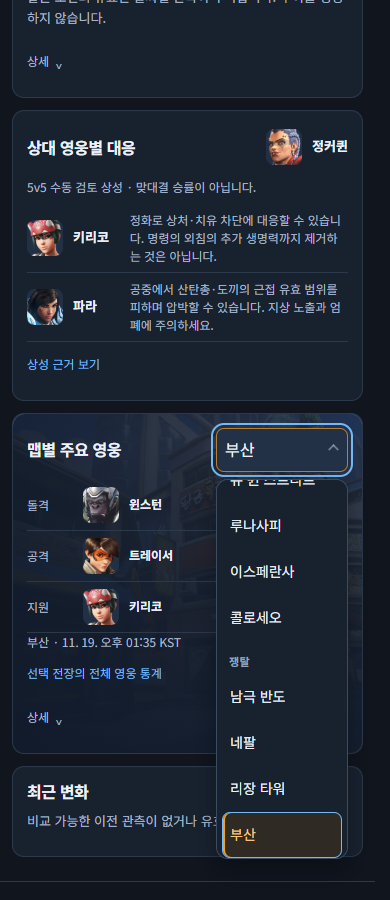 하지 않습니다.
상세
상대 영웅별 대응
정커퀸
5v5 수동 검토 상성 · 맞대결 승률이 아닙니다.
키리코
정화로 상처·치유 차단에 대응할 수 있습니
다. 명령의 외침의 추가 생명력까지 제거하
는 것은 아닙니다.
파라
공중에서 산탄총·도끼의 근접 유효 범위를
피하며 압박할 수 있습니다. 지상 노출과 엄
폐에 주의하세요.
상성 근거 보기
맵별 주요 영웅
부산
돌격
윈스턴
공격
트레이서
지원
키리코
부산 · 11. 19. 오후 01:35 KST
선택 전장의 전체 영웅 통계
상세
루나사피
이스페란사
콜로세오
쟁탈
남극 반도
네팔
리장 타워
부산
최근 변화
비교 가능한 이전 관측이 없거나